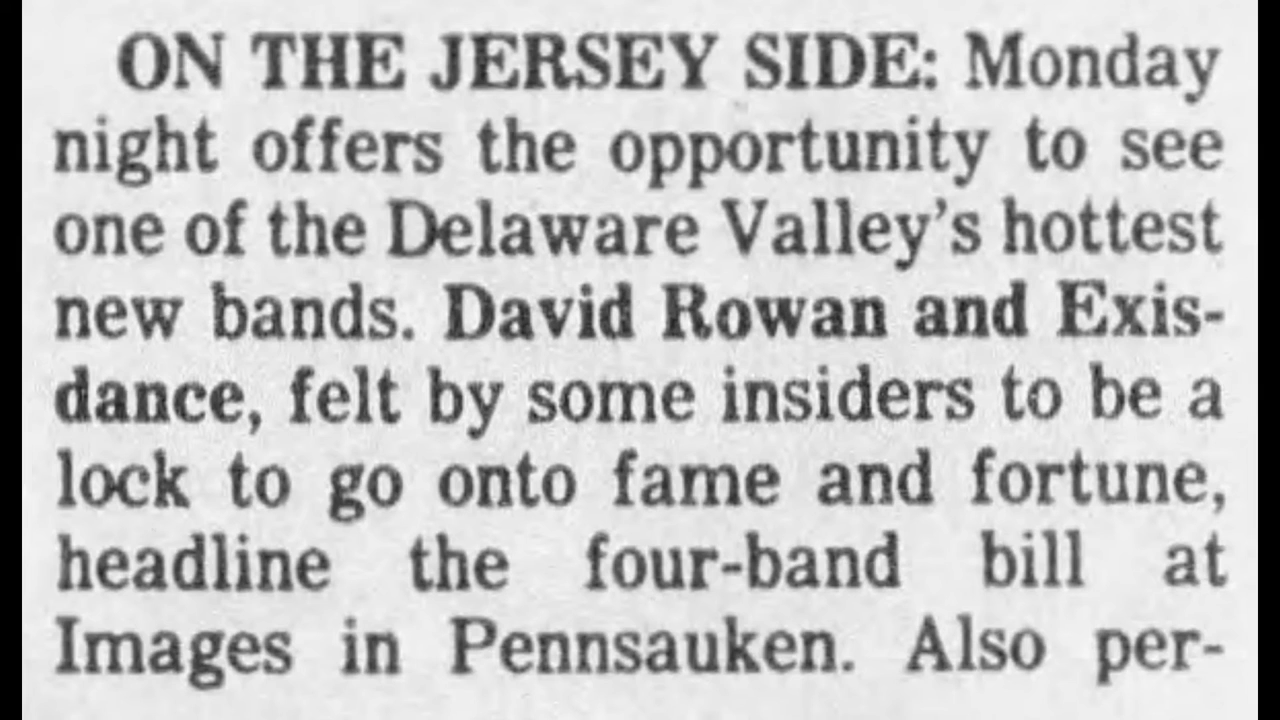 ON THE JERSEY SIDE: Monday
night offers the opportunity to see
one of the Delaware Valley's hottest
new bands. David Rowan and Exis-
dance, felt by some insiders to be a
lock to go onto fame and fortune,
headline the four-band bill at
Images in Pennsauken. Also per-